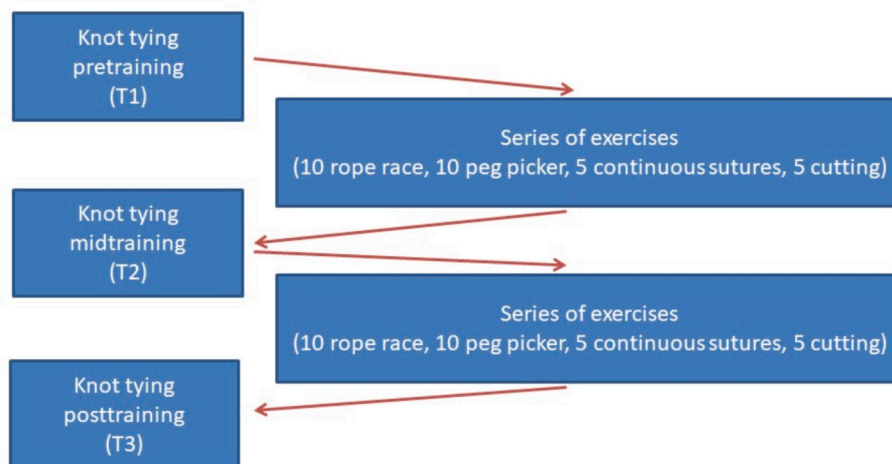 Knot tying
pretraining
(T1)
Series of exercises
(10 rope race, 10 peg picker, 5 continuous sutures, 5 cutting)
Knot tying
midtraining
(T2)
Series of exercises
(10 rope race, 10 peg picker, 5 continuous sutures, 5 cutting)
Knot tying
posttraining
(T3)